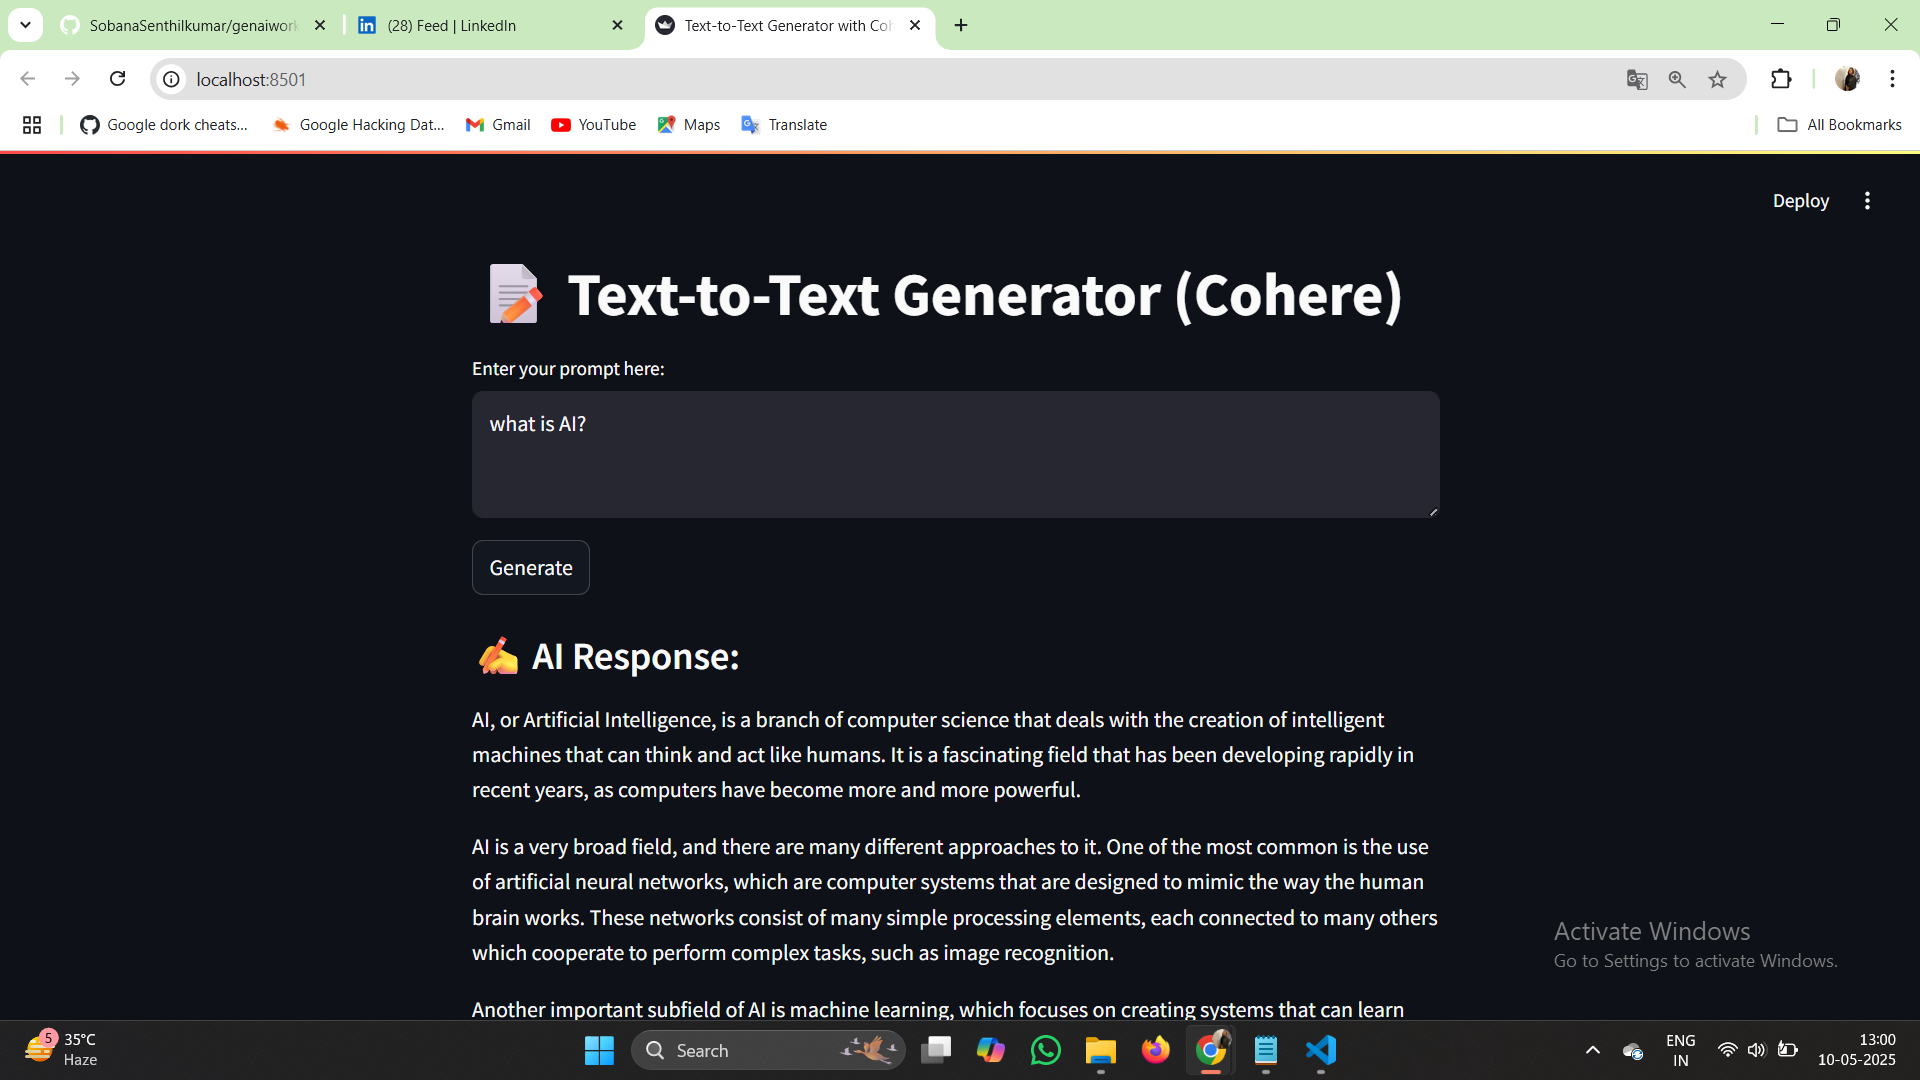 SobanaSenthilkumar/genaiwork
(28) Feed | LinkedIn
Text-to-Text Generator with Coh
localhost:8501
Google dork cheats...
Google Hacking Dat...
Gmail
YouTube
Maps
Translate
All Bookmarks
Deploy
Text-to-Text Generator (Cohere)
Enter your prompt here:
what is AI?
Generate
AI Response:
AI, or Artificial Intelligence, is a branch of computer science that deals with the creation of intelligent
machines that can think and act like humans. It is a fascinating field that has been developing rapidly in
recent years, as computers have become more and more powerful.
AI is a very broad field, and there are many different approaches to it. One of the most common is the use
of artificial neural networks, which are computer systems that are designed to mimic the way the human
brain works. These networks consist of many simple processing elements, each connected to many others
which cooperate to perform complex tasks, such as image recognition.
Another important subfield of AI is machine learning, which focuses on creating systems that can learn
Activate Windows
Go to Settings to activate Windows.
5
35°C
Haze
Search
ENG
IN
13:00
10-05-2025